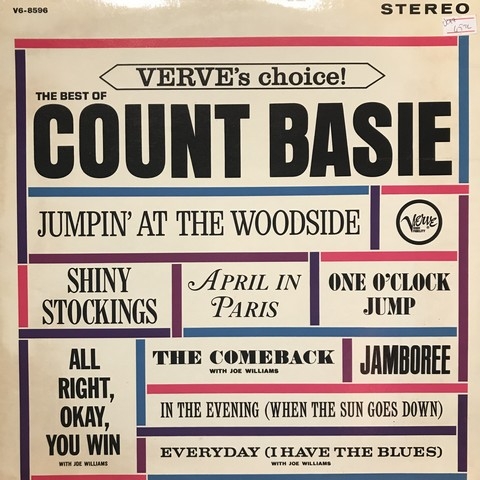 V6-8596
STEREO
VERVE's choice!
THE BEST OF
COUNT BASIE
JUMPIN' AT THE WOODSIDE
Verve
HIGH
FIDELITY
SHINY
STOCKINGS
APRIL IN
PARIS
ONE O'CLOCK
JUMP
ALL
RIGHT,
OKAY,
YOU WIN
WITH JOE WILLIAMS
THE COMEBACK
WITH JOE WILLIAMS
JAMBOREE
IN THE EVENING (WHEN THE SUN GOES DOWN)
EVERYDAY (I HAVE THE BLUES)
WITH JOE WILLIAMS